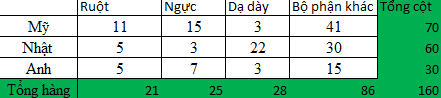 Ruột Ngực Dạ dày Bộ phận khác Tổng cột
Mỹ 11 15 3 41 70
Nhật 5 3 22 30 60
Anh 5 7 3 15 30
Tổng hàng 21 25 28 86 160